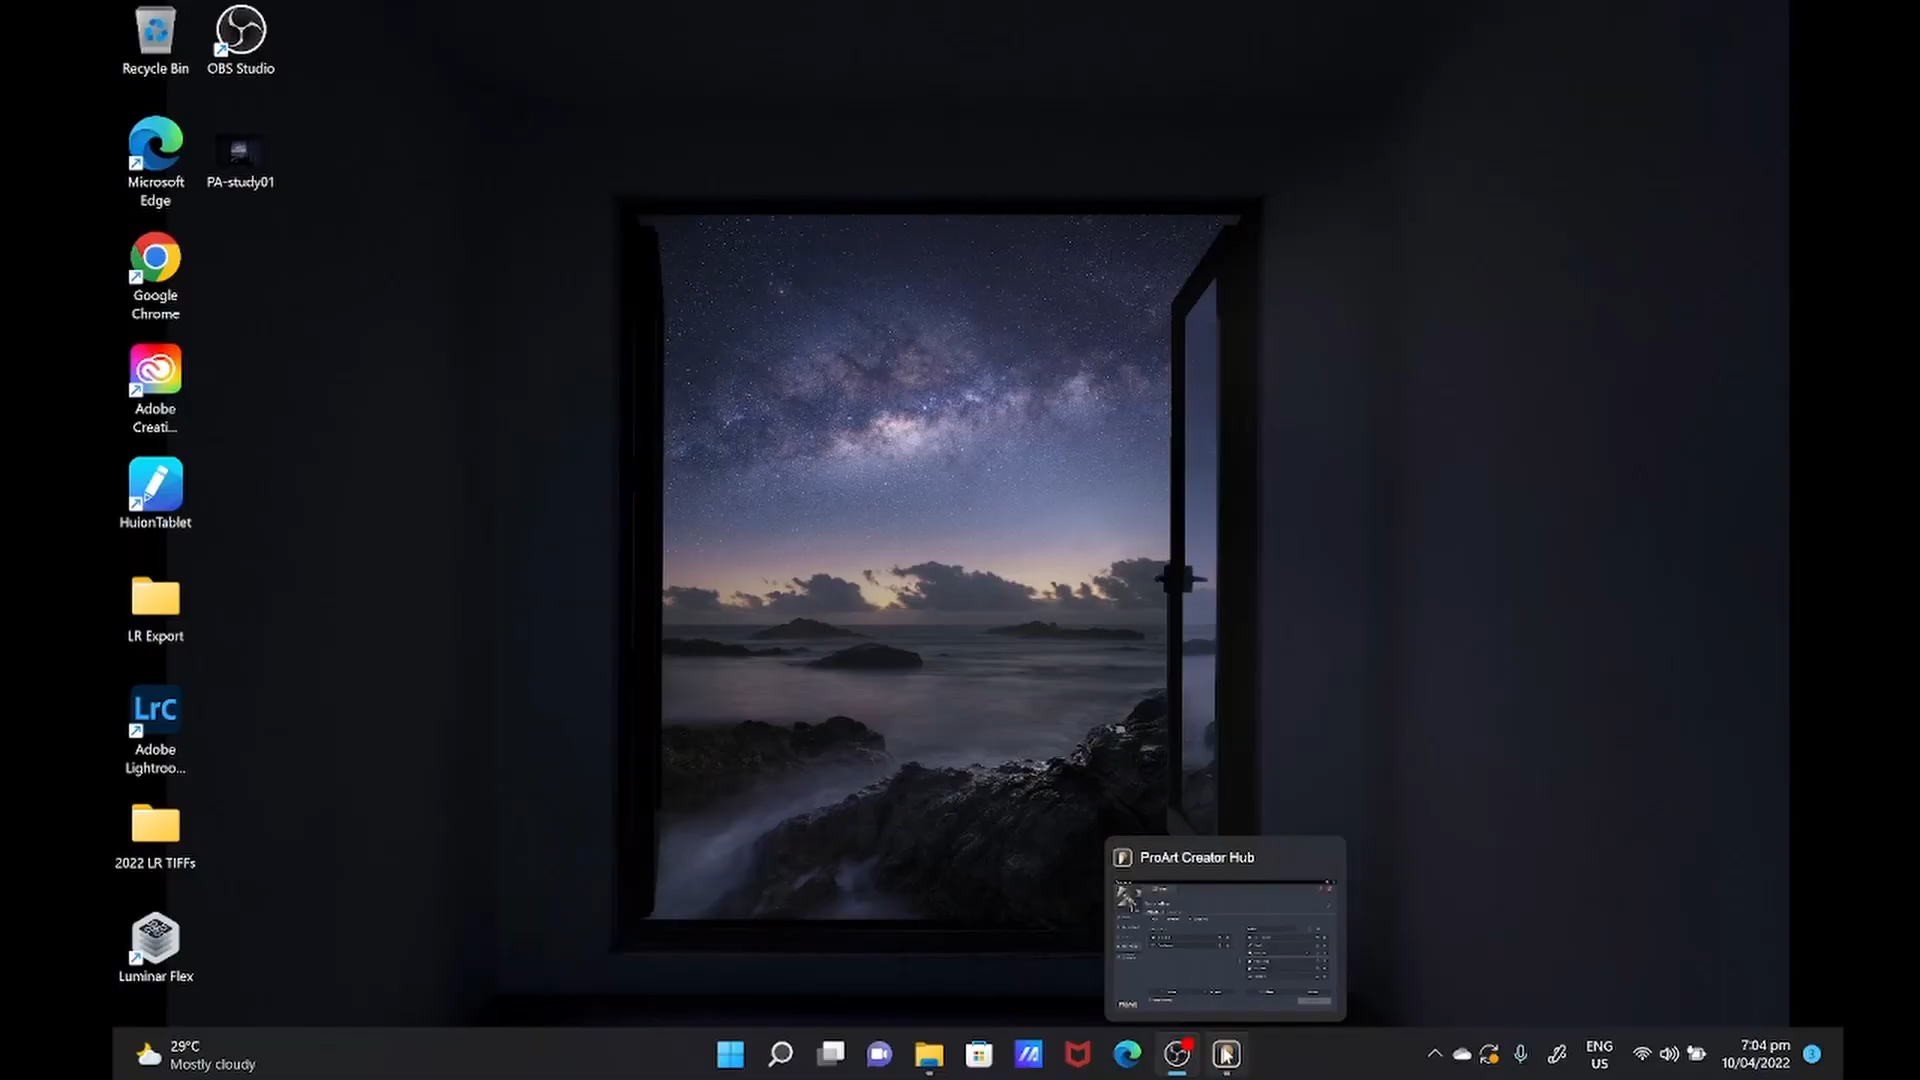 Recycle Bin
OBS Studio
Microsoft
Edge
PA-study01
Google
Chrome
Adobe
Creati...
HuionTablet
LR Export
LrC
Adobe
Lightroo...
2022 LR TIFFs
Luminar Flex
ProArt Creator Hub
29°C
Mostly cloudy
ENG
US
7:04 pm
10/04/2022
3